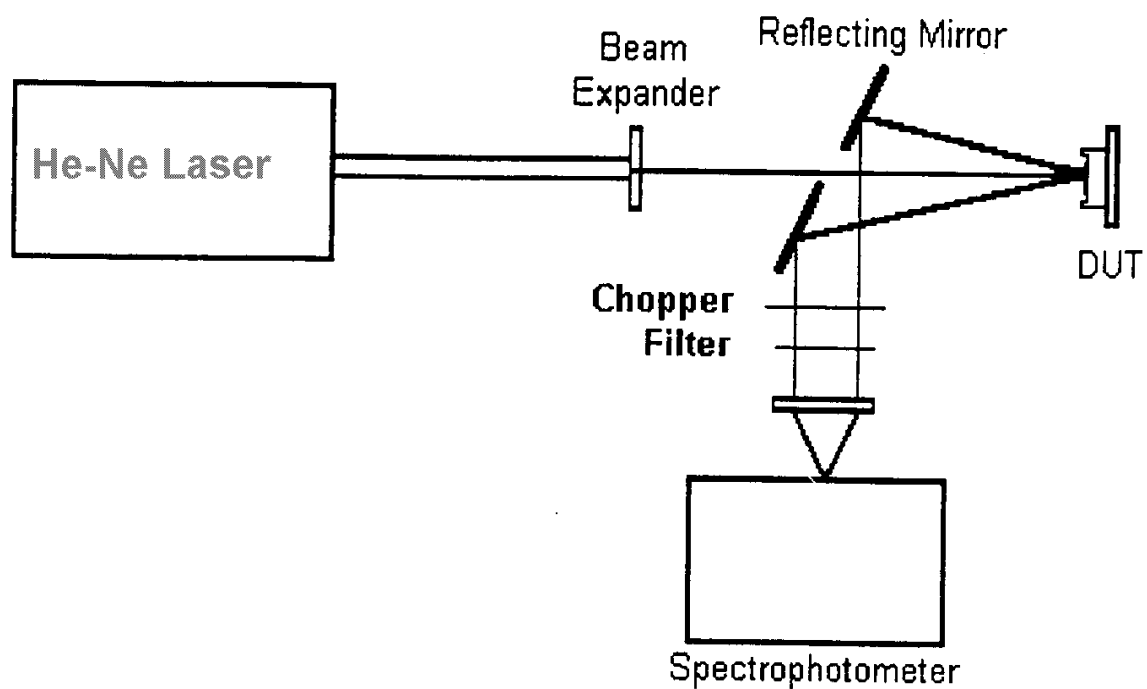 He-Ne Laser
Beam
Expander
Reflecting Mirror
DUT
Chopper
Filter
Spectrophotometer